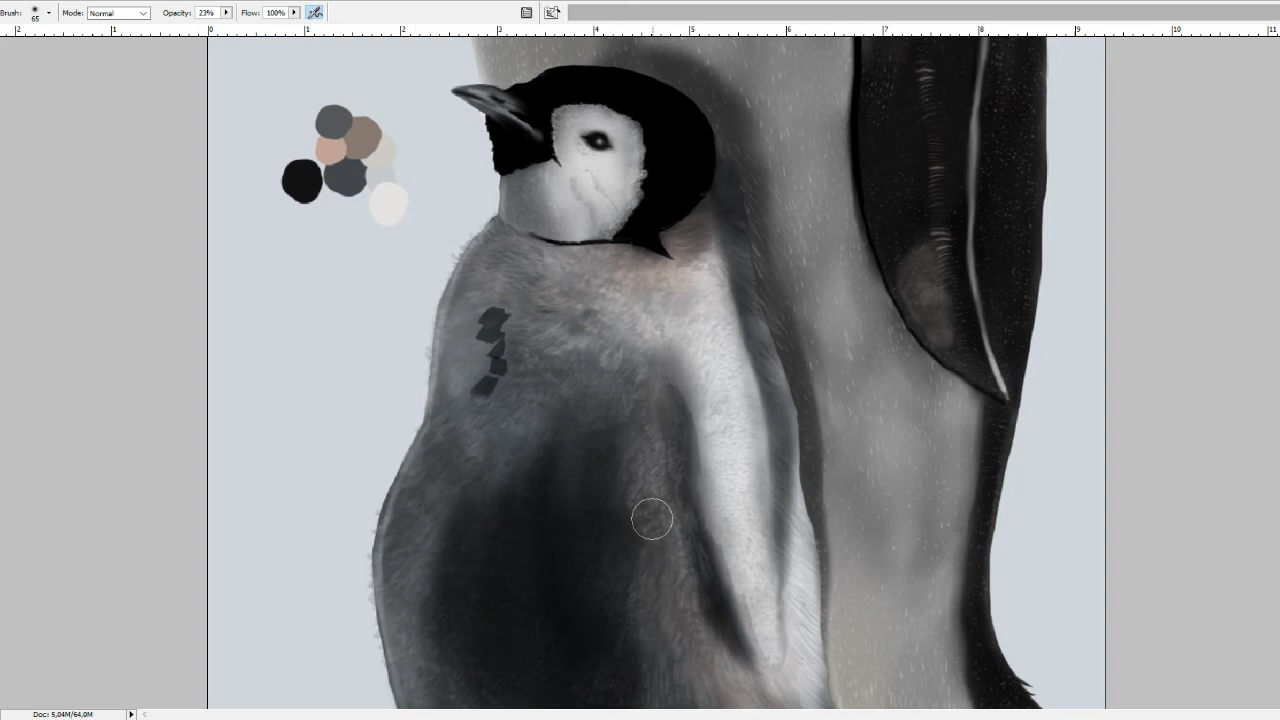 Brush: 65 Mode: Normal Opacity: 23% Flow: 100%
2 1 0 1 2 3 4 5 6 7 8 9 10 11
Doc: 5,04M/64,0M